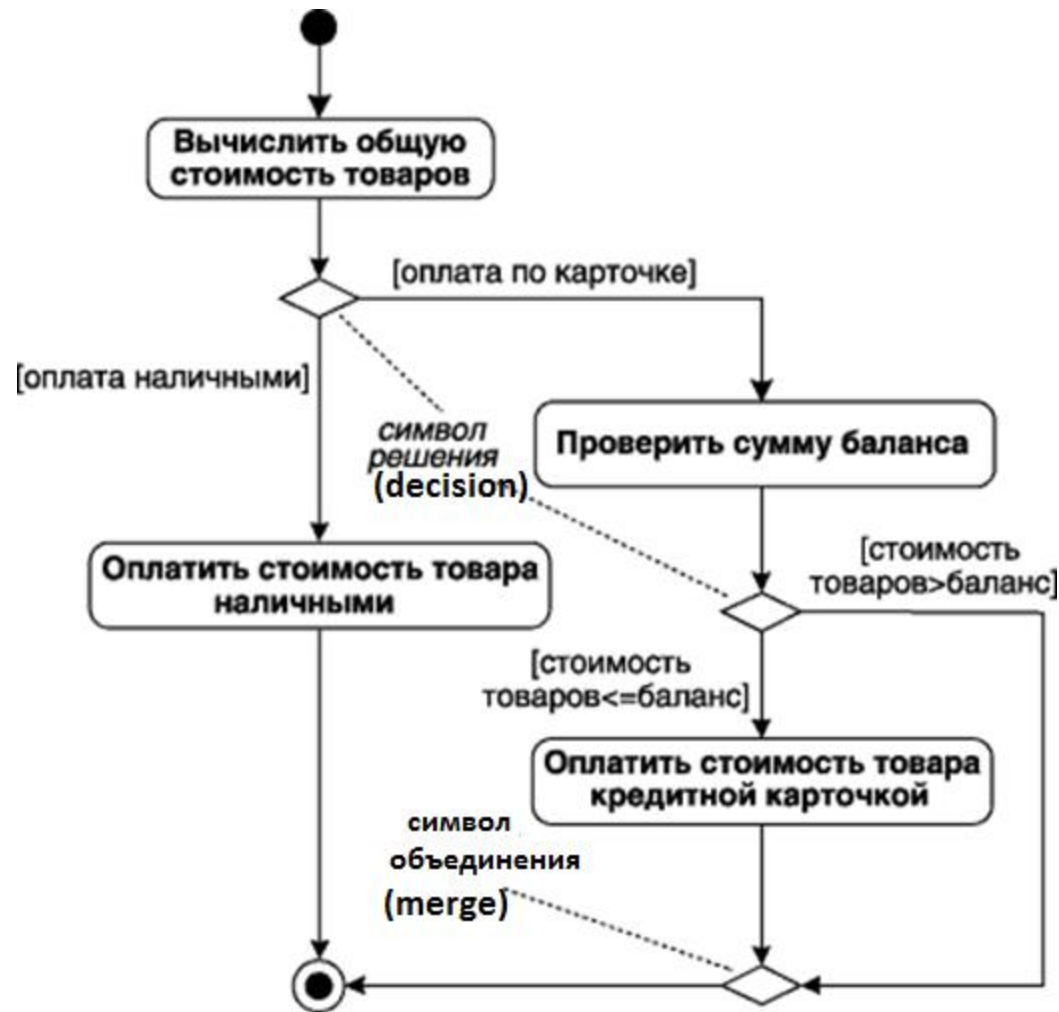 Вычислить общую
стоимость товаров
[оплата по карточке]
[оплата наличными]
символ
решения
(decision)
Проверить сумму баланса
[стоимость
товаров>баланс]
Оплатить стоимость товара
наличными
[стоимость
товаров<=баланс]
Оплатить стоимость товара
кредитной карточкой
символ
объединения
(merge)